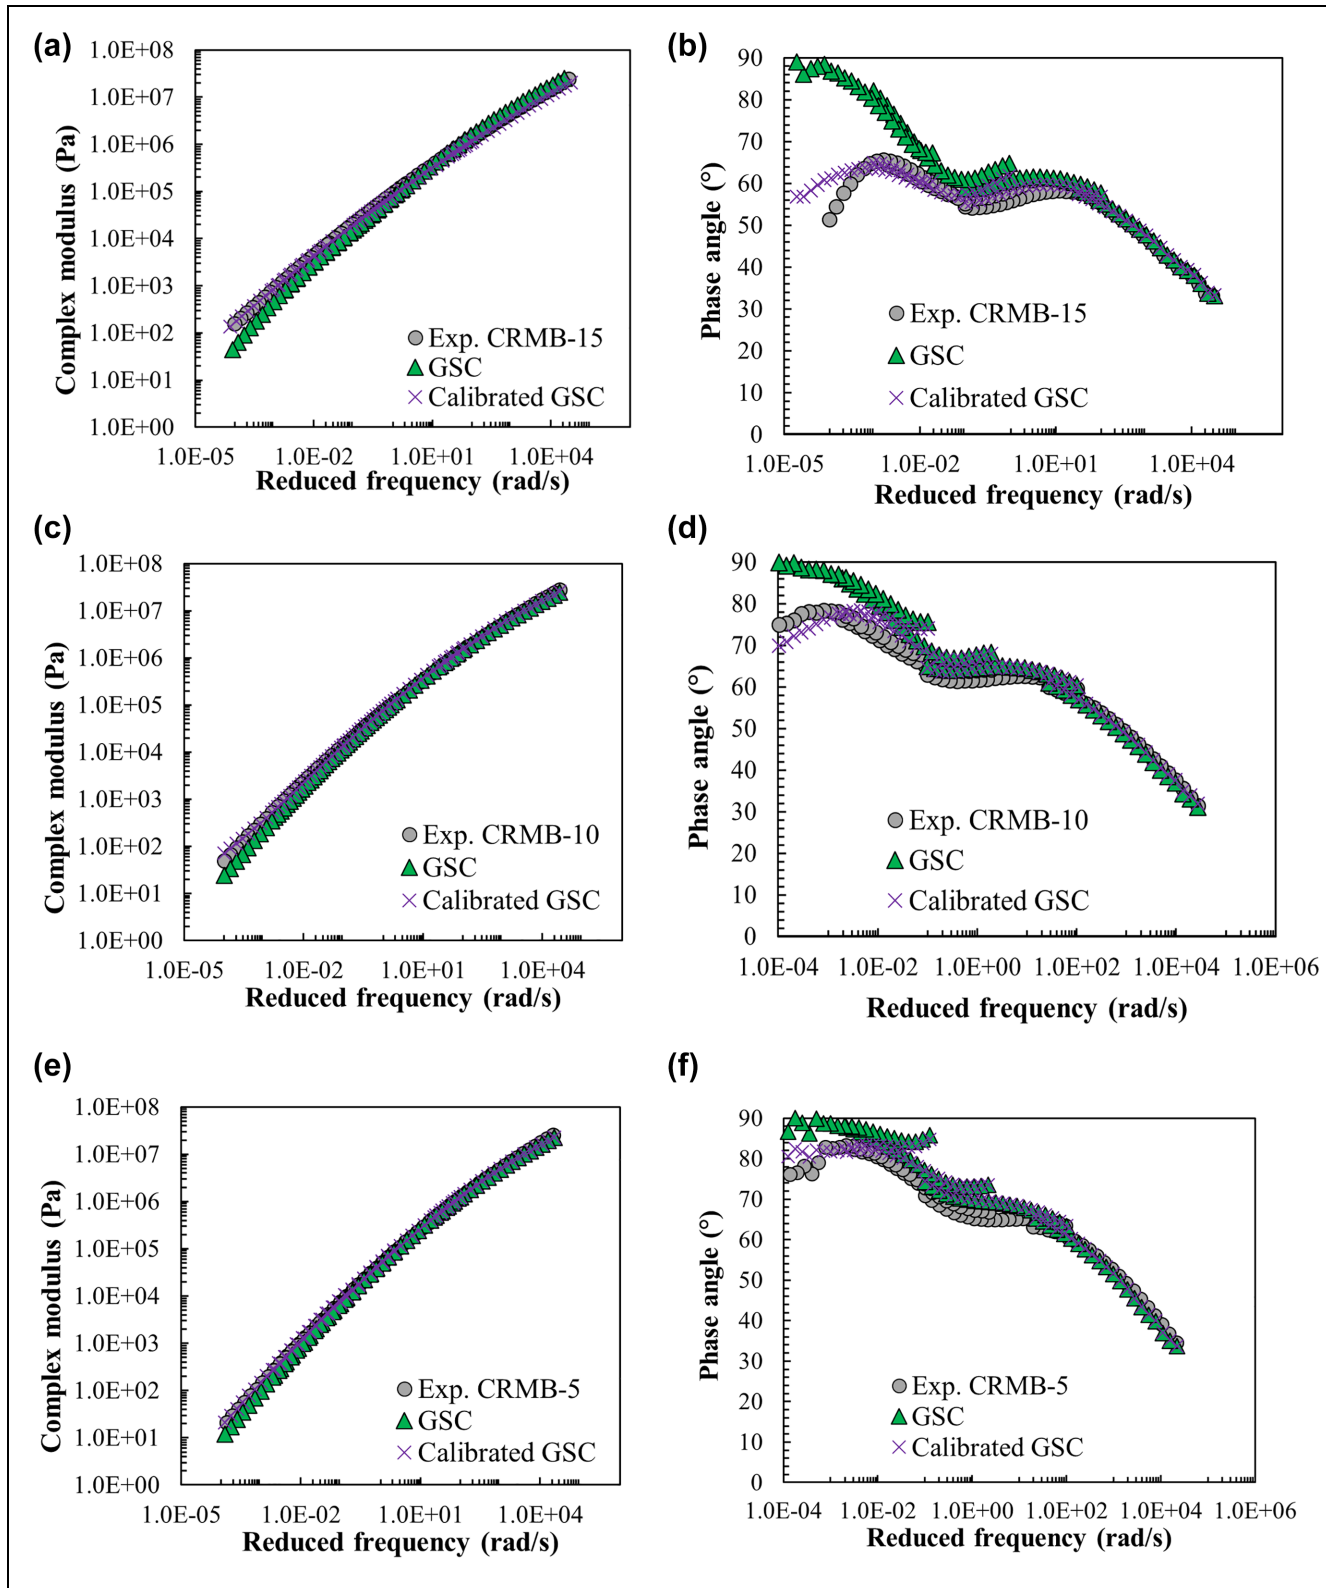 (a)
1.0E+08
1.0E+07
1.0E+06
1.0E+05
1.0E+04
1.0E+03
1.0E+02
1.0E+01
1.0E+00
Complex modulus (Pa)
Exp. CRMB-15
GSC
Calibrated GSC
1.0E-05 1.0E-02 1.0E+01 1.0E+04
Reduced frequency (rad/s)
(b)
90
80
70
60
50
40
30
20
10
0
Phase angle (°)
Exp. CRMB-15
GSC
Calibrated GSC
1.0E-05 1.0E-02 1.0E+01 1.0E+04
Reduced frequency (rad/s)
(c)
1.0E+08
1.0E+07
1.0E+06
1.0E+05
1.0E+04
1.0E+03
1.0E+02
1.0E+01
1.0E+00
Complex modulus (Pa)
Exp. CRMB-10
GSC
Calibrated GSC
1.0E-05 1.0E-02 1.0E+01 1.0E+04
Reduced frequency (rad/s)
(d)
90
80
70
60
50
40
30
20
10
0
Phase angle (°)
Exp. CRMB-10
GSC
Calibrated GSC
1.0E-04 1.0E-02 1.0E+00 1.0E+02 1.0E+04 1.0E+06
Reduced frequency (rad/s)
(e)
1.0E+08
1.0E+07
1.0E+06
1.0E+05
1.0E+04
1.0E+03
1.0E+02
1.0E+01
1.0E+00
Complex modulus (Pa)
Exp. CRMB-5
GSC
Calibrated GSC
1.0E-05 1.0E-02 1.0E+01 1.0E+04
Reduced frequency (rad/s)
(f)
90
80
70
60
50
40
30
20
10
0
Phase angle (°)
Exp. CRMB-5
GSC
Calibrated GSC
1.0E-04 1.0E-02 1.0E+00 1.0E+02 1.0E+04 1.0E+06
Reduced frequency (rad/s)